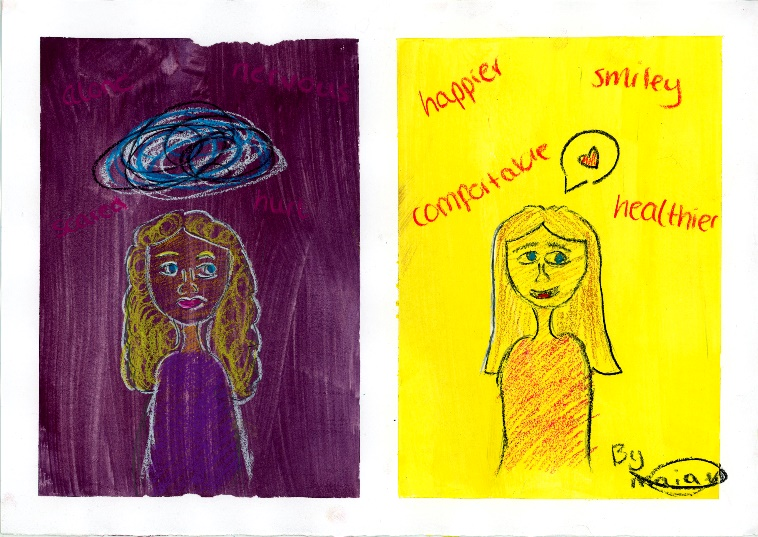 alone nervous
scared hurt
happier smiley
comfortable
healthier
By
maia